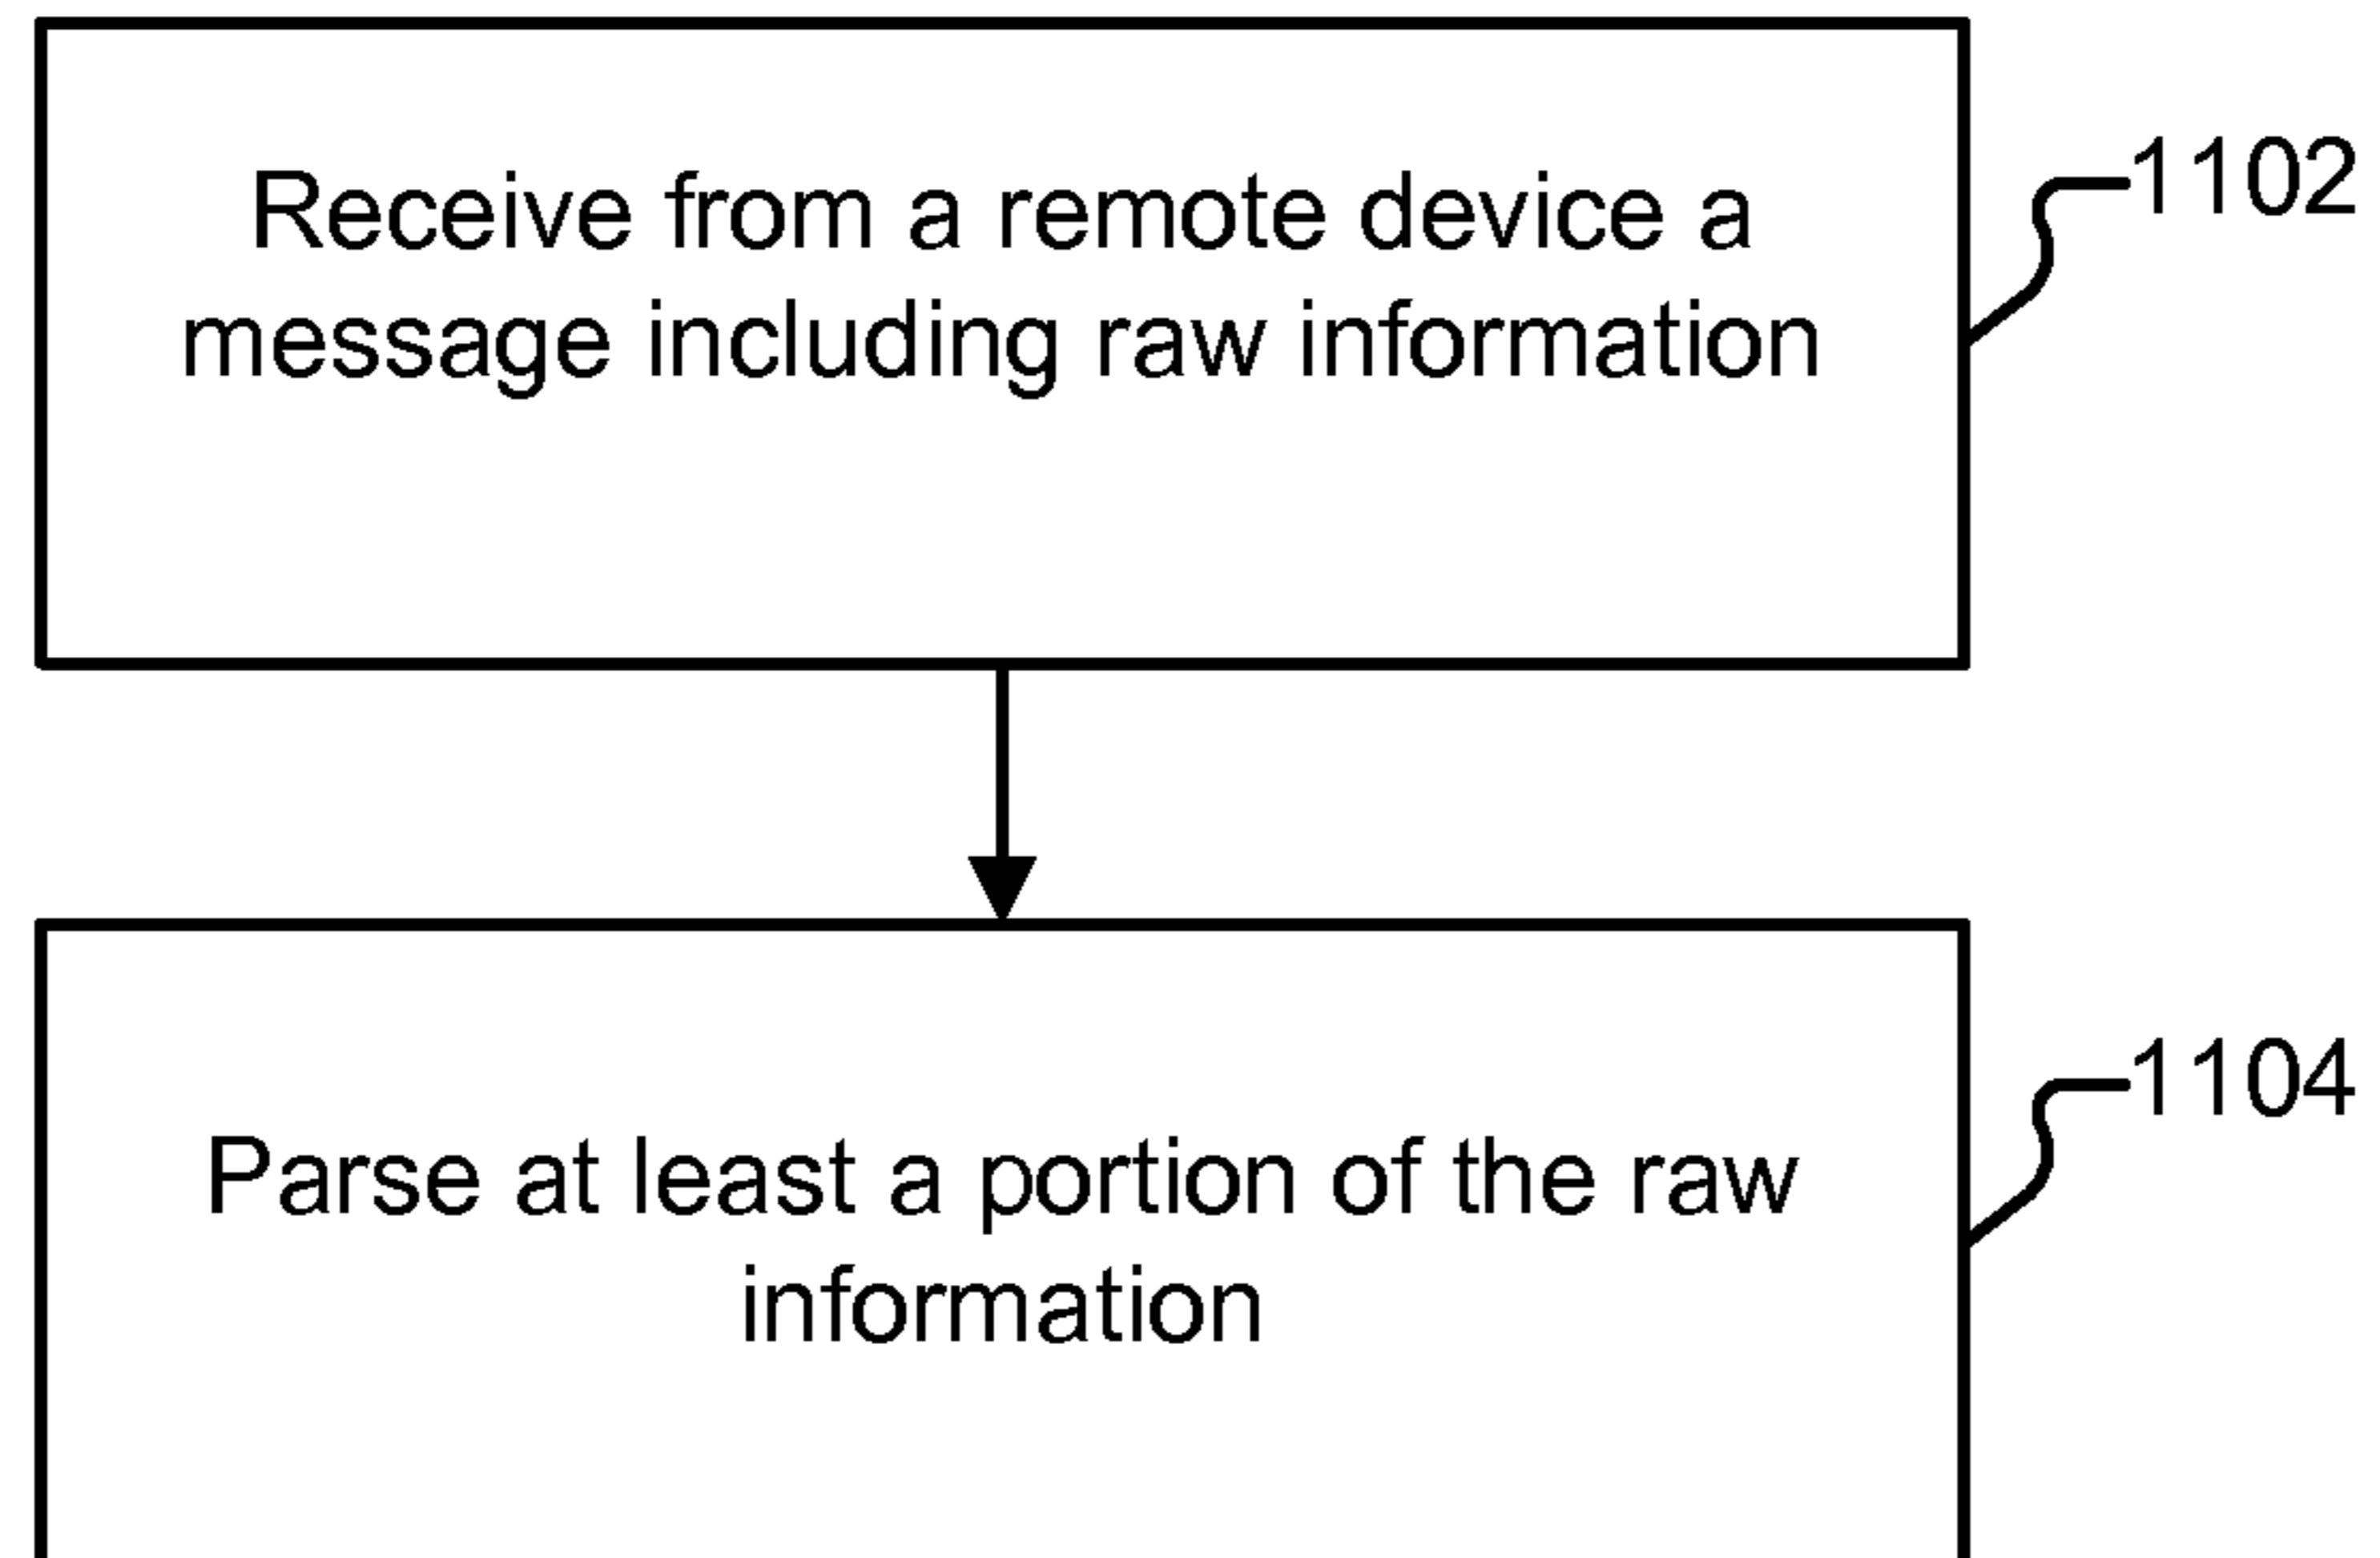 Receive from a remote device a
message including raw information
1102
Parse at least a portion of the raw
information
1104